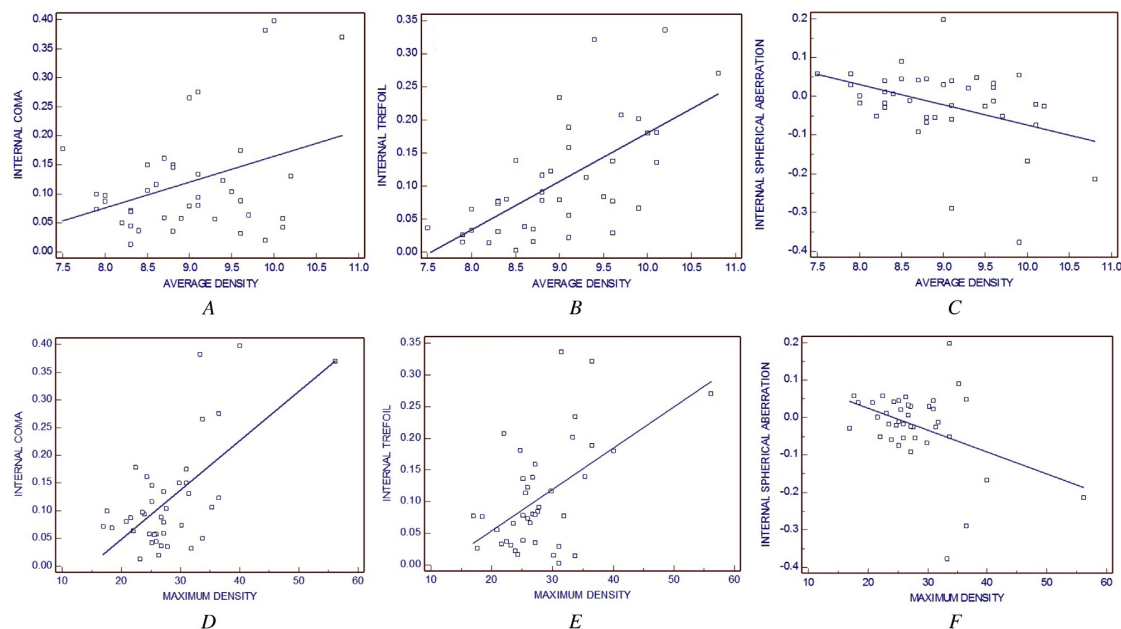 INTERNAL COMA
0.40
0.30
0.20
0.15
0.10
0.05
0.00
7.5 8.0 8.5 9.0 9.5 10.0 10.5 11.0
AVERAGE DENSITY
A
INTERNAL TREFOIL
0.35
0.30
0.25
0.20
0.15
0.10
0.05
0.00
7.5 8.0 8.5 9.0 9.5 10.0 10.5 11.0
AVERAGE DENSITY
B
INTERNAL SPHERICAL ABERRATION
0.2
0.1
0.0
-0.1
-0.2
-0.3
-0.4
7.5 8.0 8.5 9.0 9.5 10.0 10.5 11.0
AVERAGE DENSITY
C
INTERNAL COMA
0.40
0.35
0.30
0.25
0.20
0.15
0.10
0.05
0.00
10 20 30 40 50 60
MAXIMUM DENSITY
D
INTERNAL TREFOIL
0.35
0.30
0.25
0.20
0.15
0.10
0.05
0.00
10 20 30 40 50 60
MAXIMUM DENSITY
E
INTERNAL SPHERICAL ABERRATION
0.2
0.1
0.0
-0.1
-0.2
-0.3
-0.4
10 20 30 40 50 60
MAXIMUM DENSITY
F